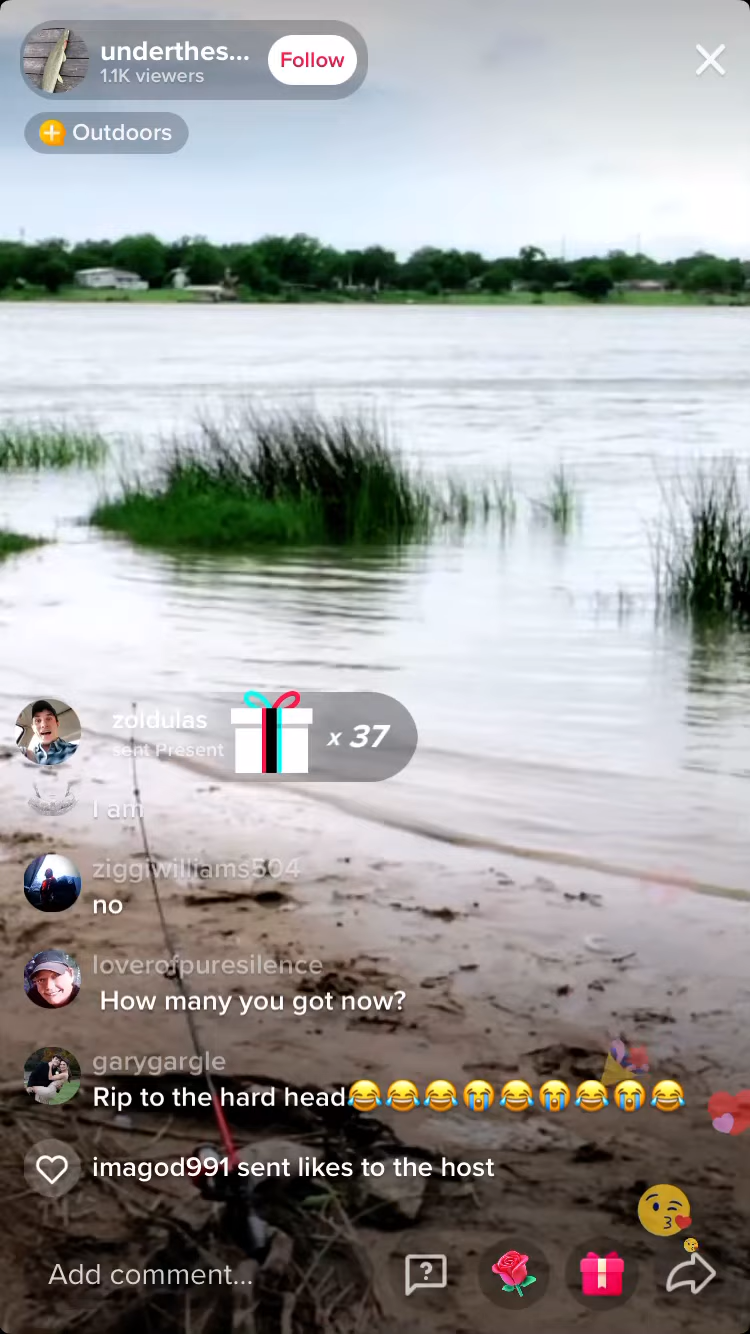 underthes...
1.1K viewers
Follow
Outdoors
zoldulas
sent Present
x 37
I am
ziggiwilliams504
no
loverofpuresilence
How many you got now?
garygargle
Rip to the hard head😂😂😂😭😂😭😂😭😂
imagod991 sent likes to the host
Add comment...